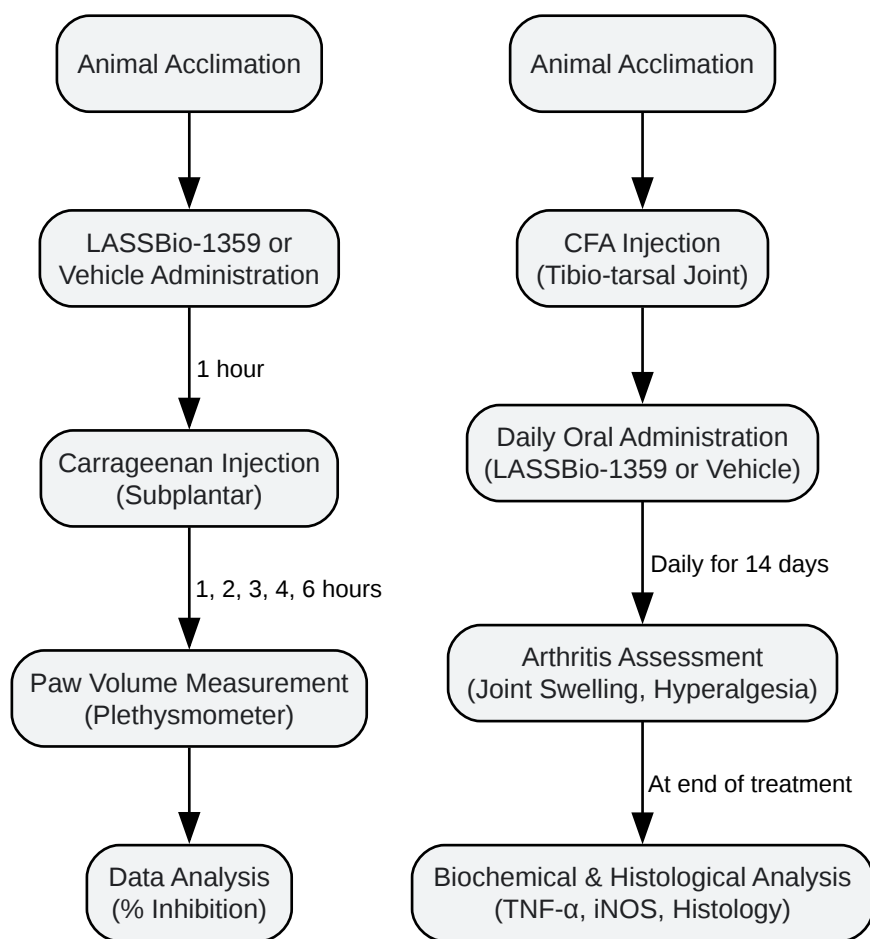 Animal Acclimation
LASSBio-1359 or
Vehicle Administration
1 hour
Carrageenan Injection
(Subplantar)
1, 2, 3, 4, 6 hours
Paw Volume Measurement
(Plethysmometer)
Data Analysis
(% Inhibition)
Animal Acclimation
CFA Injection
(Tibio-tarsal Joint)
Daily Oral Administration
(LASSBio-1359 or Vehicle)
Daily for 14 days
Arthritis Assessment
(Joint Swelling, Hyperalgesia)
At end of treatment
Biochemical & Histological Analysis
(TNF-α, iNOS, Histology)